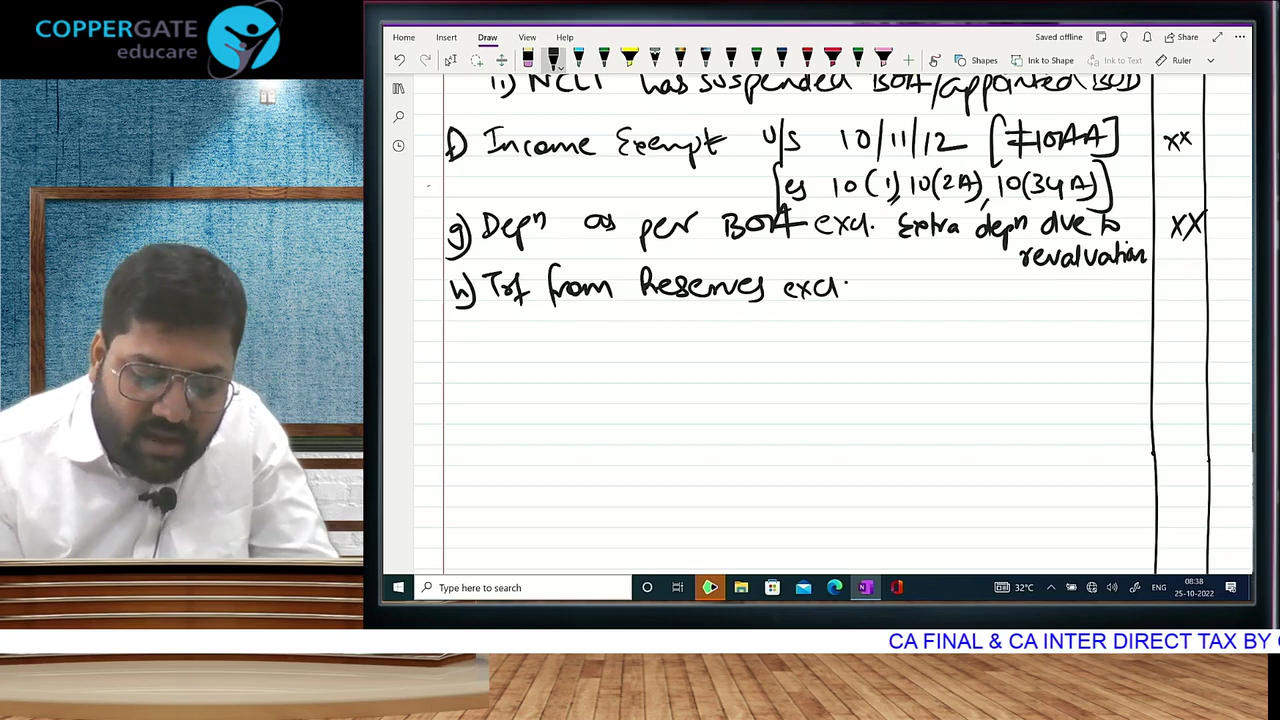 COPPERGATE
educare
Home Insert Draw View Help
Saved offline
Share
Shapes
Ink to Shape
Ink to Text
Ruler
ii) NCLT has suspended BOD/appointed BOD
f) Income Exempt u/s 10/11/12 [≠10AA] xx
[eg 10(1), 10(2A), 10(34A)]
g) Depn as per BOA excl. Extra depn due to xx
revaluation
h) Trf from Reserves excl.
Type here to search
32°C
ENG
08:38
25-10-2022
CA FINAL & CA INTER DIRECT TAX BY